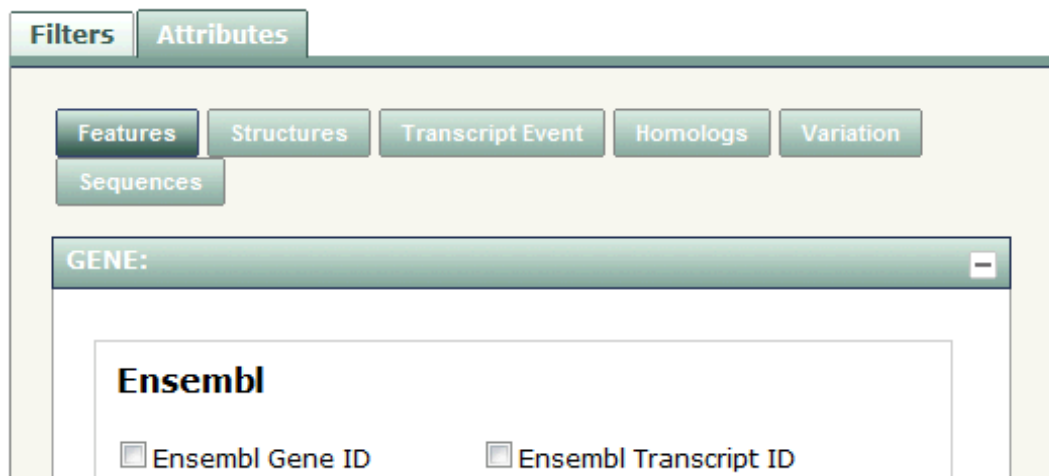 Filters Attributes
Features Structures Transcript Event Homologs Variation
Sequences
GENE:
Ensembl
Ensembl Gene ID Ensembl Transcript ID